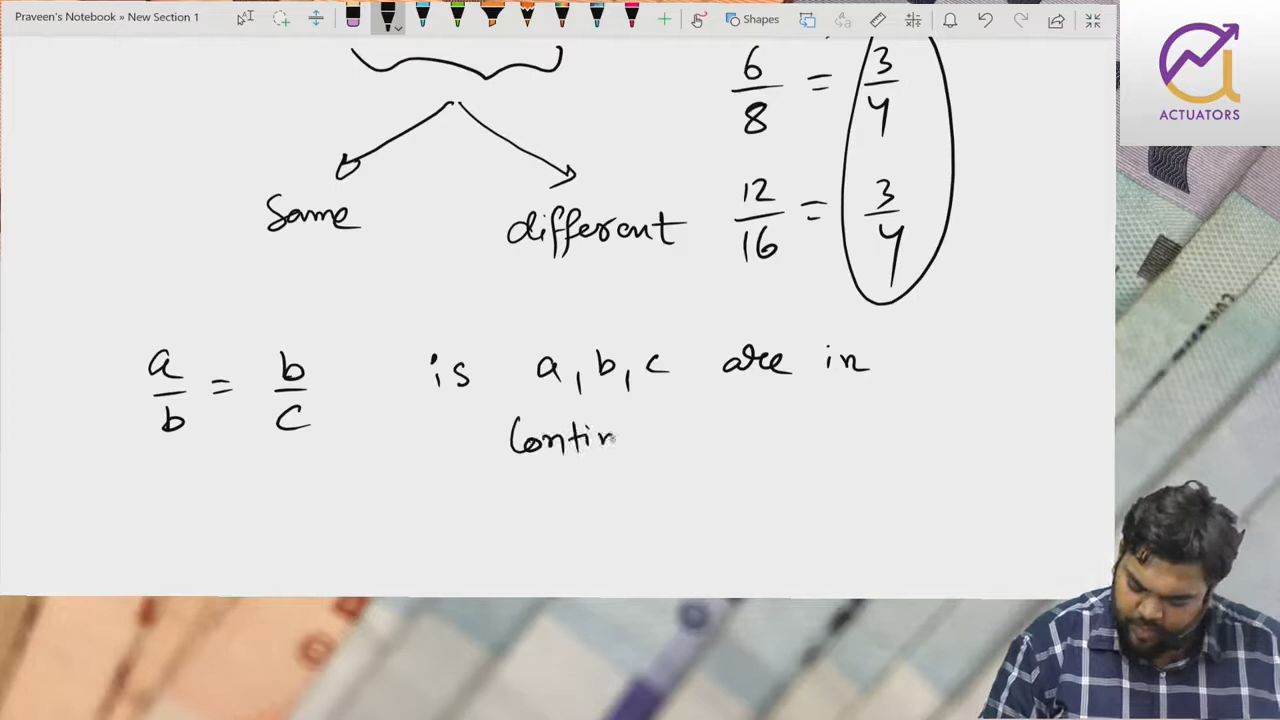 Praveen's Notebook » New Section 1
Shapes
ACTUATORS
6/8 = 3/4
Same different
12/16 = 3/4
a/b = b/c is a, b, c are in
Contin